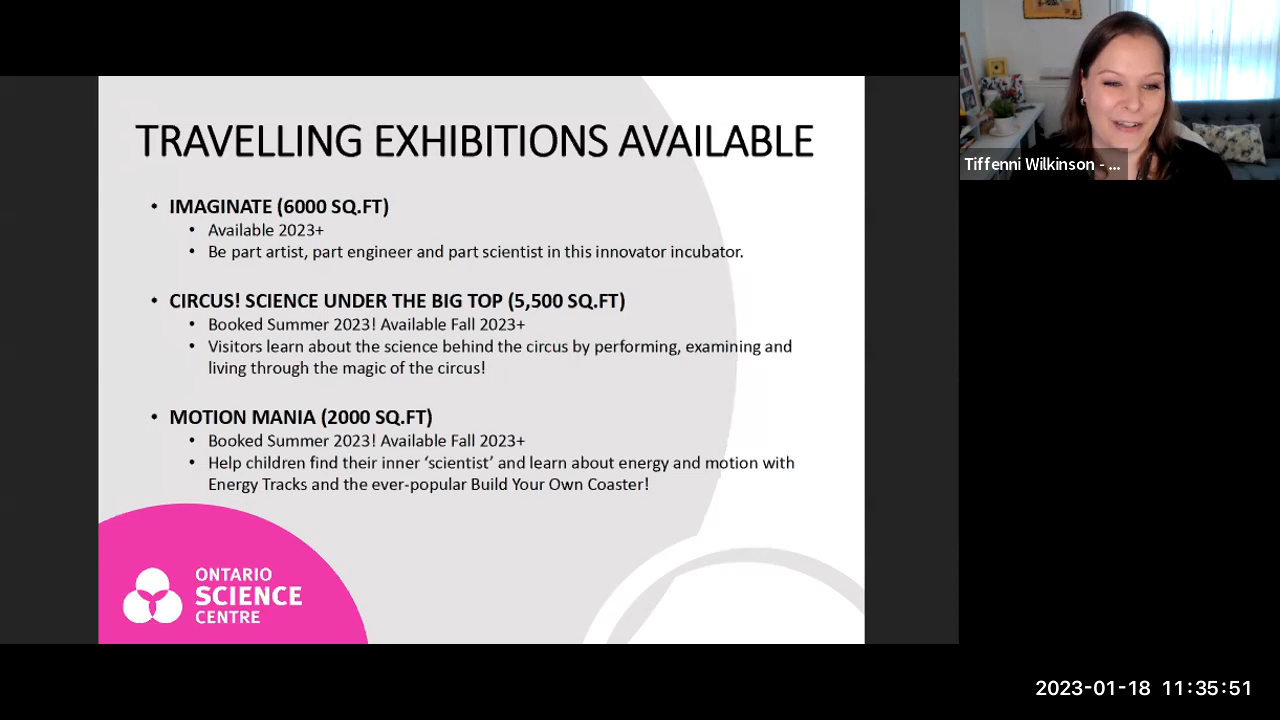 TRAVELLING EXHIBITIONS AVAILABLE
• IMAGINATE (6000 SQ.FT)
• Available 2023+
• Be part artist, part engineer and part scientist in this innovator incubator.
• CIRCUS! SCIENCE UNDER THE BIG TOP (5,500 SQ.FT)
• Booked Summer 2023! Available Fall 2023+
• Visitors learn about the science behind the circus by performing, examining and
living through the magic of the circus!
• MOTION MANIA (2000 SQ.FT)
• Booked Summer 2023! Available Fall 2023+
• Help children find their inner ‘scientist’ and learn about energy and motion with
Energy Tracks and the ever-popular Build Your Own Coaster!
ONTARIO
SCIENCE
CENTRE
Tiffenni Wilkinson - ...
2023-01-18 11:35:51